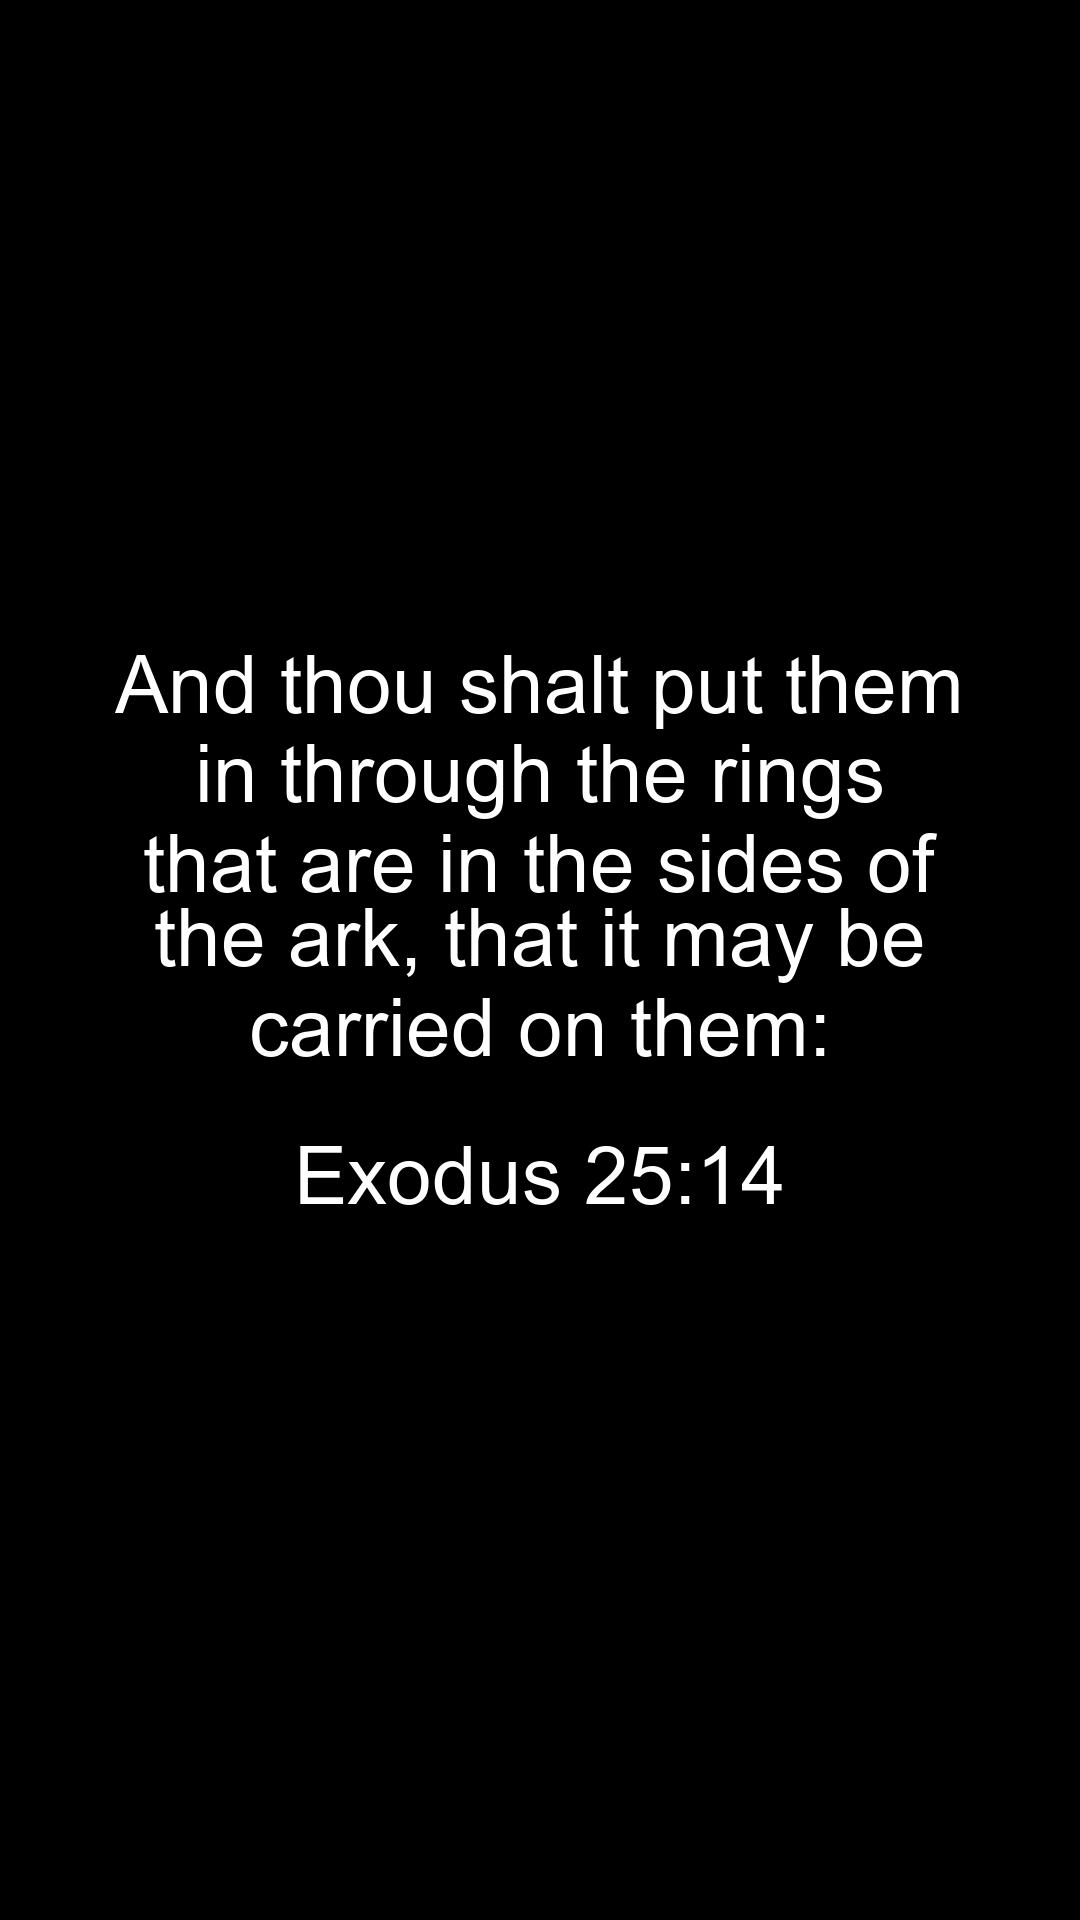 And thou shalt put them
in through the rings
that are in the sides of
the ark, that it may be
carried on them:
Exodus 25:14